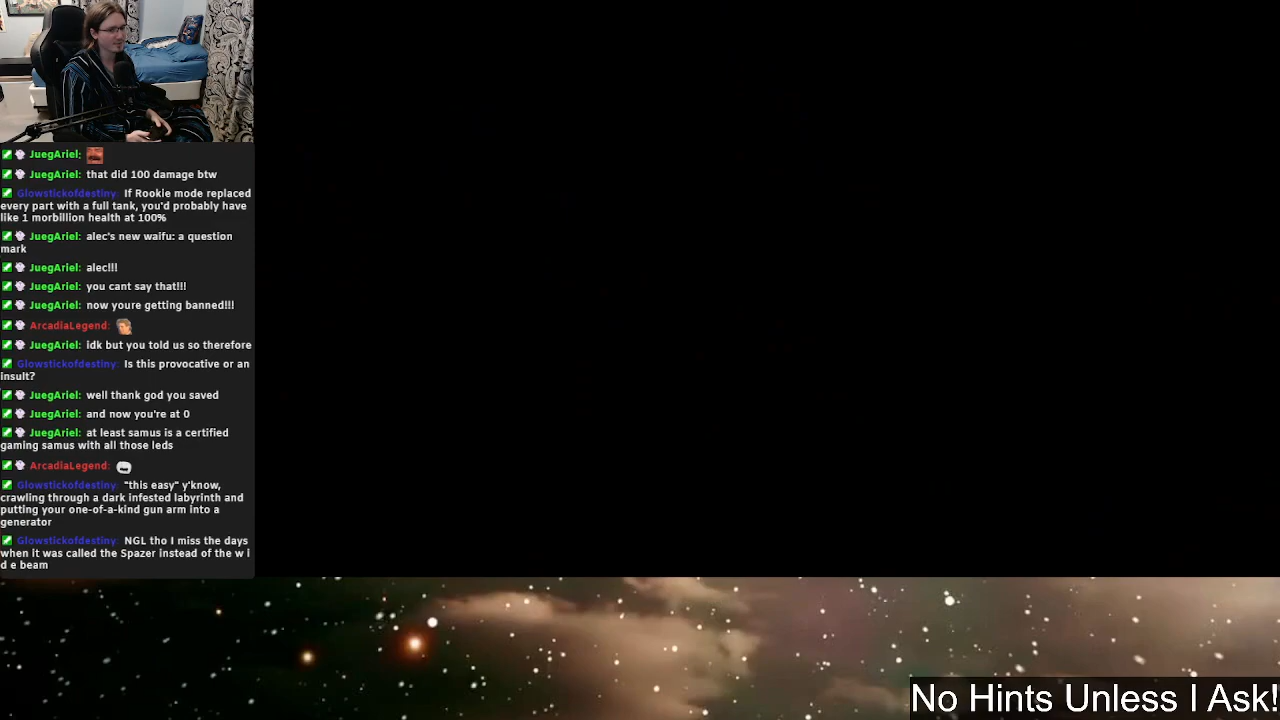 JuegAriel:
JuegAriel: that did 100 damage btw
Glowstickofdestiny: If Rookie mode replaced
every part with a full tank, you'd probably have
like 1 morbillion health at 100%
JuegAriel: alec's new waifu: a question
mark
JuegAriel: alec!!!
JuegAriel: you cant say that!!!
JuegAriel: now youre getting banned!!!
ArcadiaLegend:
JuegAriel: idk but you told us so therefore
Glowstickofdestiny: Is this provocative or an
insult?
JuegAriel: well thank god you saved
JuegAriel: and now you're at 0
JuegAriel: at least samus is a certified
gaming samus with all those leds
ArcadiaLegend:
Glowstickofdestiny: "this easy" y'know,
crawling through a dark infested labyrinth and
putting your one-of-a-kind gun arm into a
generator
Glowstickofdestiny: NGL tho I miss the days
when it was called the Spazer instead of the w i
d e beam
No Hints Unless I Ask!